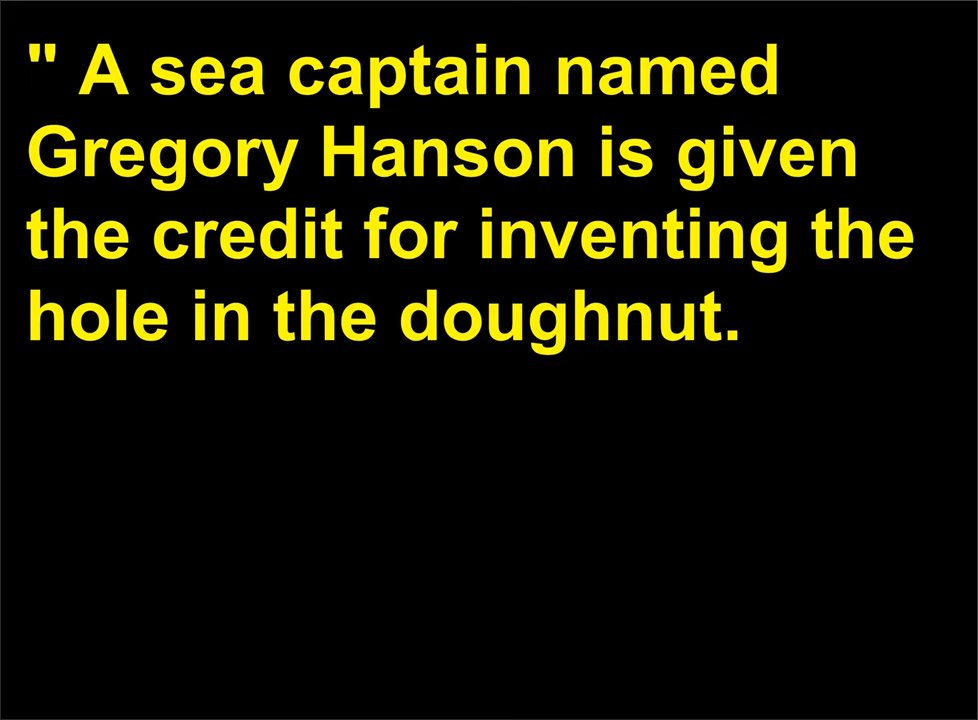 " A sea captain named
Gregory Hanson is given
the credit for inventing the
hole in the doughnut.